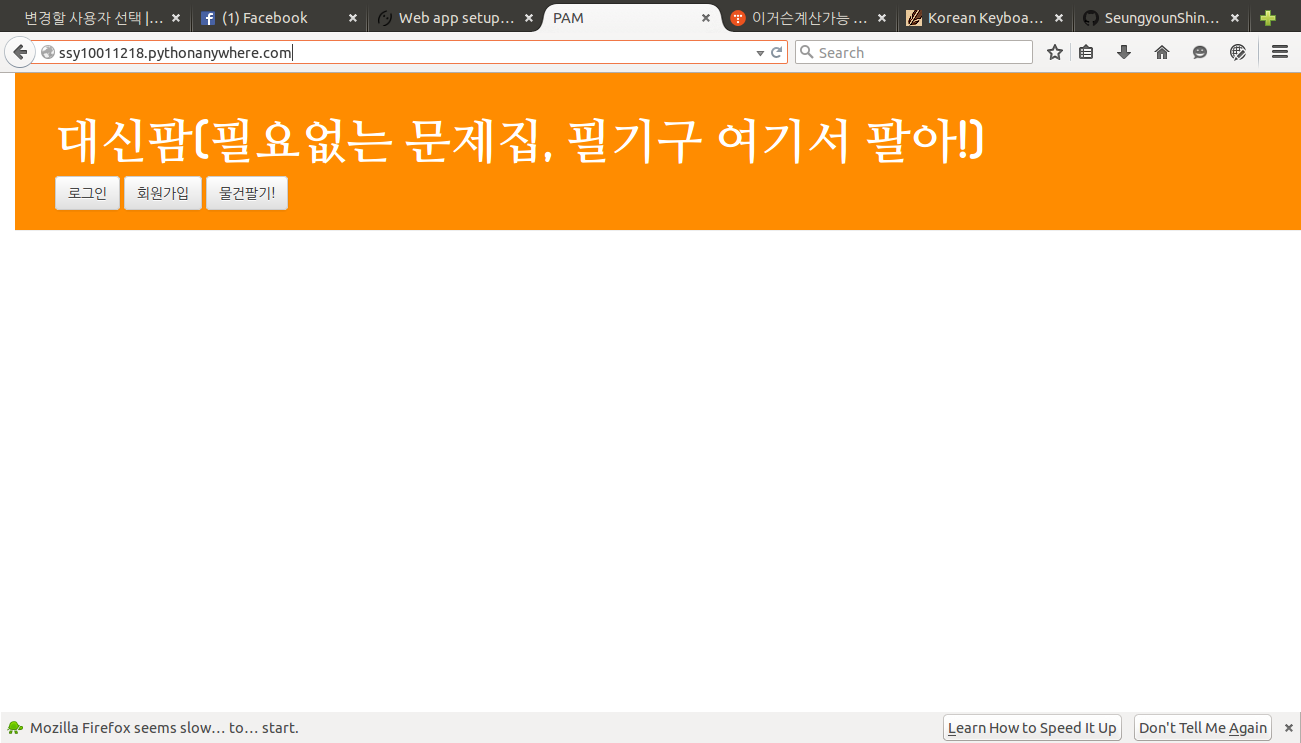 변경할 사용자 선택 |...
(1) Facebook
Web app setup...
PAM
이거슨계산가능 ...
Korean Keyboa...
SeungyounShin...
ssy10011218.pythonanywhere.com
Search
대신팜(필요없는 문제집, 필기구 여기서 팔아!)
로그인
회원가입
물건팔기!
Mozilla Firefox seems slow... to... start.
Learn How to Speed It Up
Don't Tell Me Again